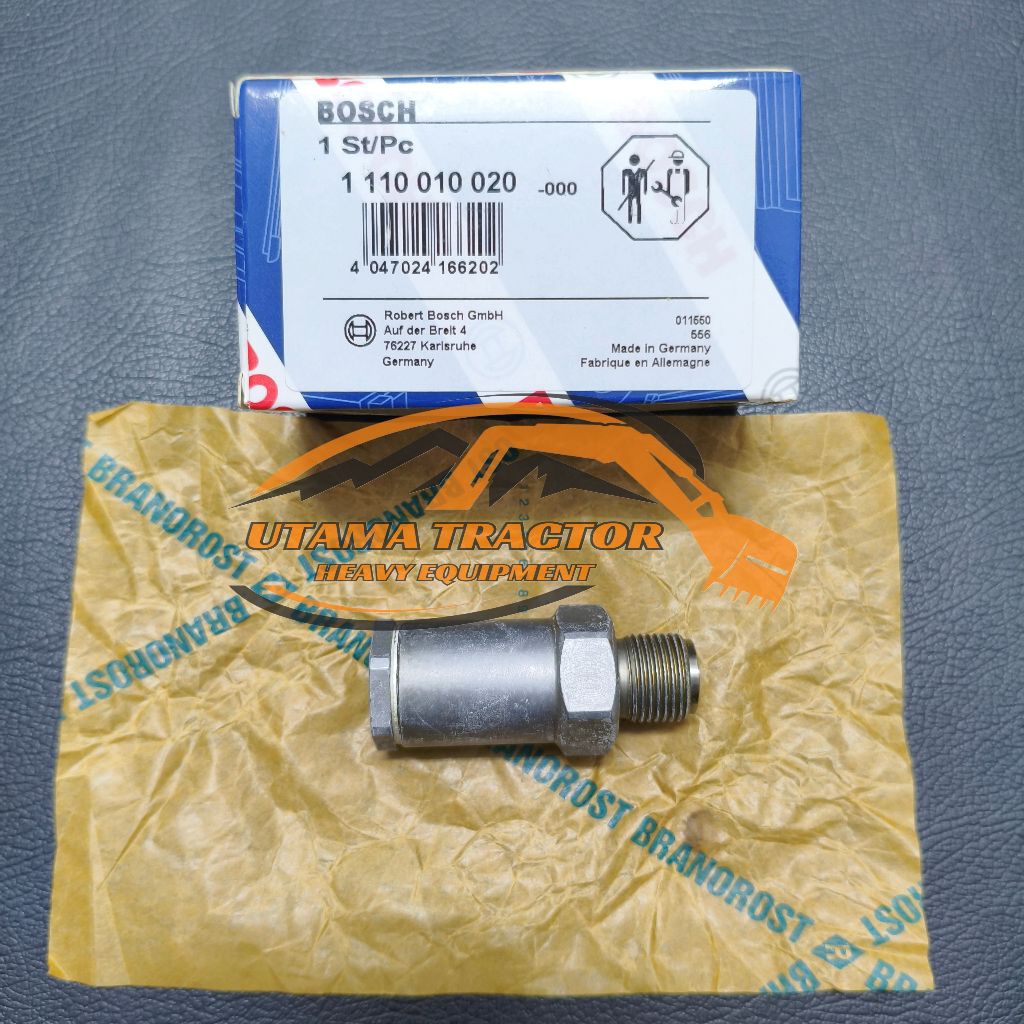 BOSCH
1 St/Pc
1 110 010 020 -000
4 047024 166202
Robert Bosch GmbH
Auf der Breit 4
76227 Karlsruhe
Germany
011550
556
Made in Germany
Fabrique en Allemagne
UTAMA TRACTOR
HEAVY EQUIPMENT
BRANOROST
BRANOROST
BRANOROST
BRANOROST